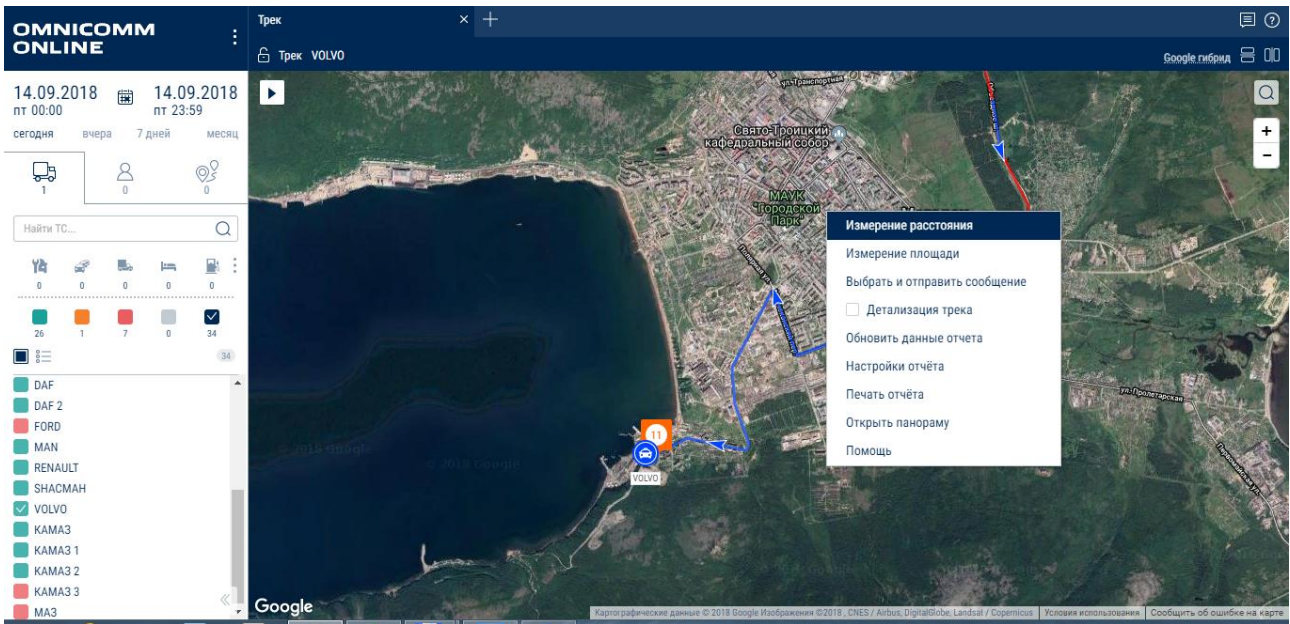 OMNICOMM
ONLINE
Трек
Трек VOLVO
Google гибрид
14.09.2018 14.09.2018
пт 00:00 пт 23:59
сегодня вчера 7 дней месяц
1 0 0
Найти ТС...
0 0 0 0 0
26 1 7 0 34
34
DAF
DAF 2
FORD
MAN
RENAULT
SHACMAH
VOLVO
КАМАЗ
КАМАЗ 1
КАМАЗ 2
КАМАЗ 3
МАЗ
ул. Транспортная
Свято-Троицкий
кафедральный собор
МАУК
"Городской
Парк"
Измерение расстояния
Измерение площади
Выбрать и отправить сообщение
Детализация трека
Обновить данные отчета
Настройки отчёта
Печать отчёта
Открыть панораму
Помощь
ул. Пролетарская
Первомайская ул.
11
VOLVO
© 2018 Google
© 2018 Google
Google
Картографические данные © 2018 Google Изображения ©2018 , CNES / Airbus, DigitalGlobe, Landsat / Copernicus
Условия использования
Сообщить об ошибке на карте